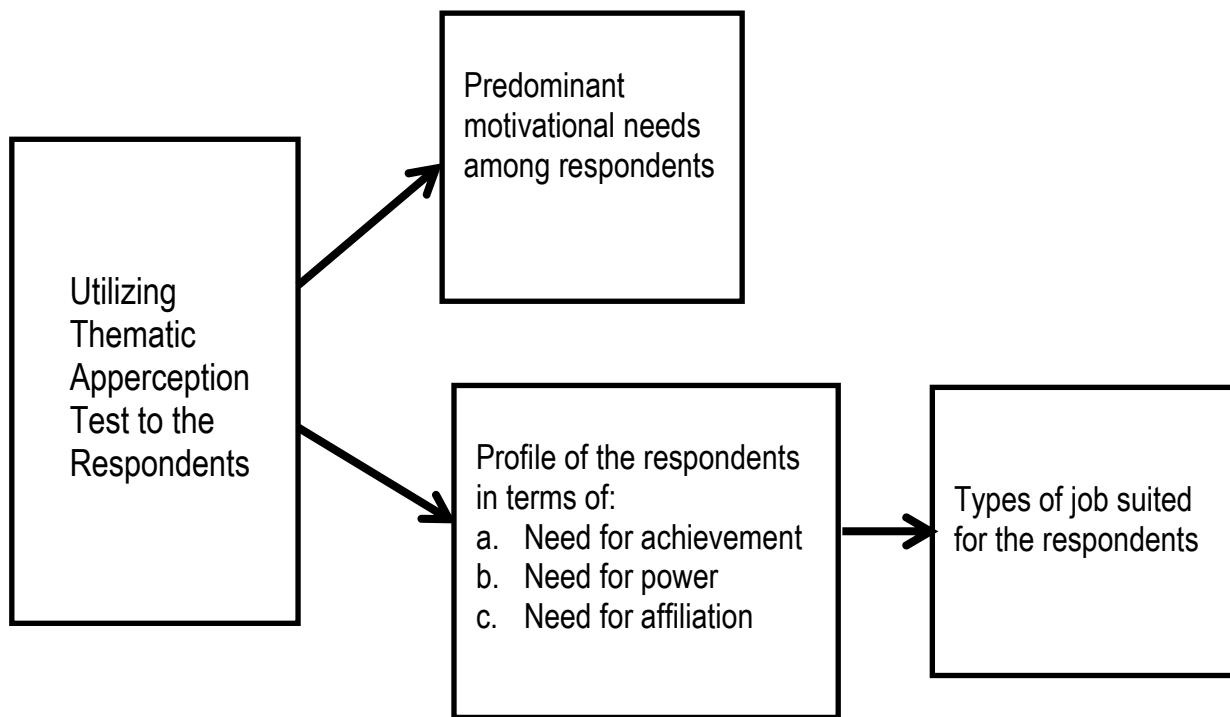 Utilizing
Thematic
Apperception
Test to the
Respondents
Predominant
motivational needs
among respondents
Profile of the respondents
in terms of:
a. Need for achievement
b. Need for power
c. Need for affiliation
Types of job suited
for the respondents